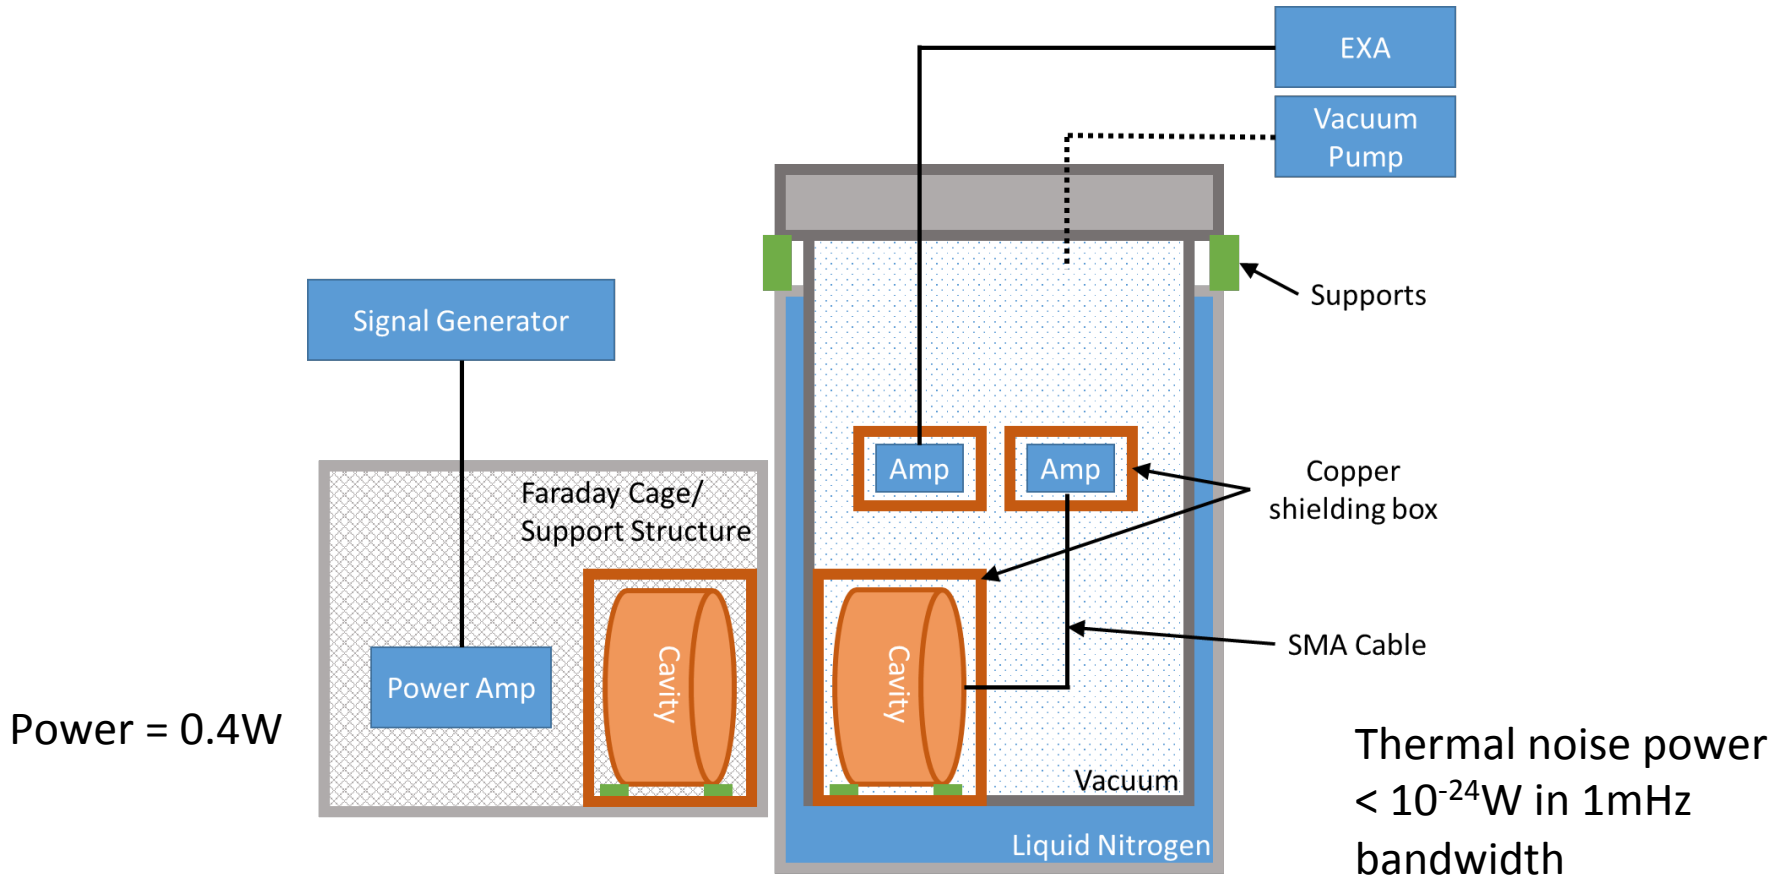 EXA
Vacuum
Pump
Supports
Signal Generator
Faraday Cage/
Support Structure
Amp
Amp
Copper
shielding box
Cavity
Cavity
SMA Cable
Power Amp
Power = 0.4W
Vacuum
Liquid Nitrogen
Thermal noise power
< 10⁻²⁴W in 1mHz
bandwidth